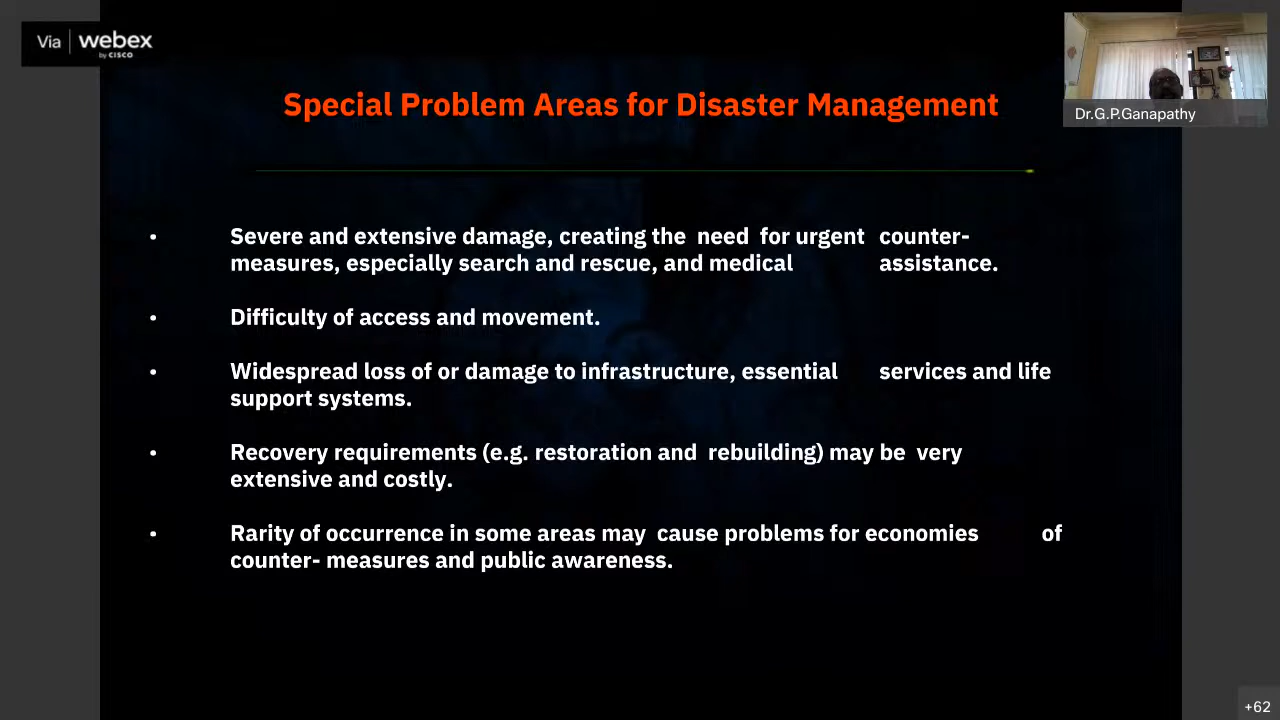 Via webex
by CISCO
Special Problem Areas for Disaster Management
Dr.G.P.Ganapathy
• Severe and extensive damage, creating the need for urgent counter-
measures, especially search and rescue, and medical assistance.
• Difficulty of access and movement.
• Widespread loss of or damage to infrastructure, essential services and life
support systems.
• Recovery requirements (e.g. restoration and rebuilding) may be very
extensive and costly.
• Rarity of occurrence in some areas may cause problems for economies of
counter- measures and public awareness.
+62